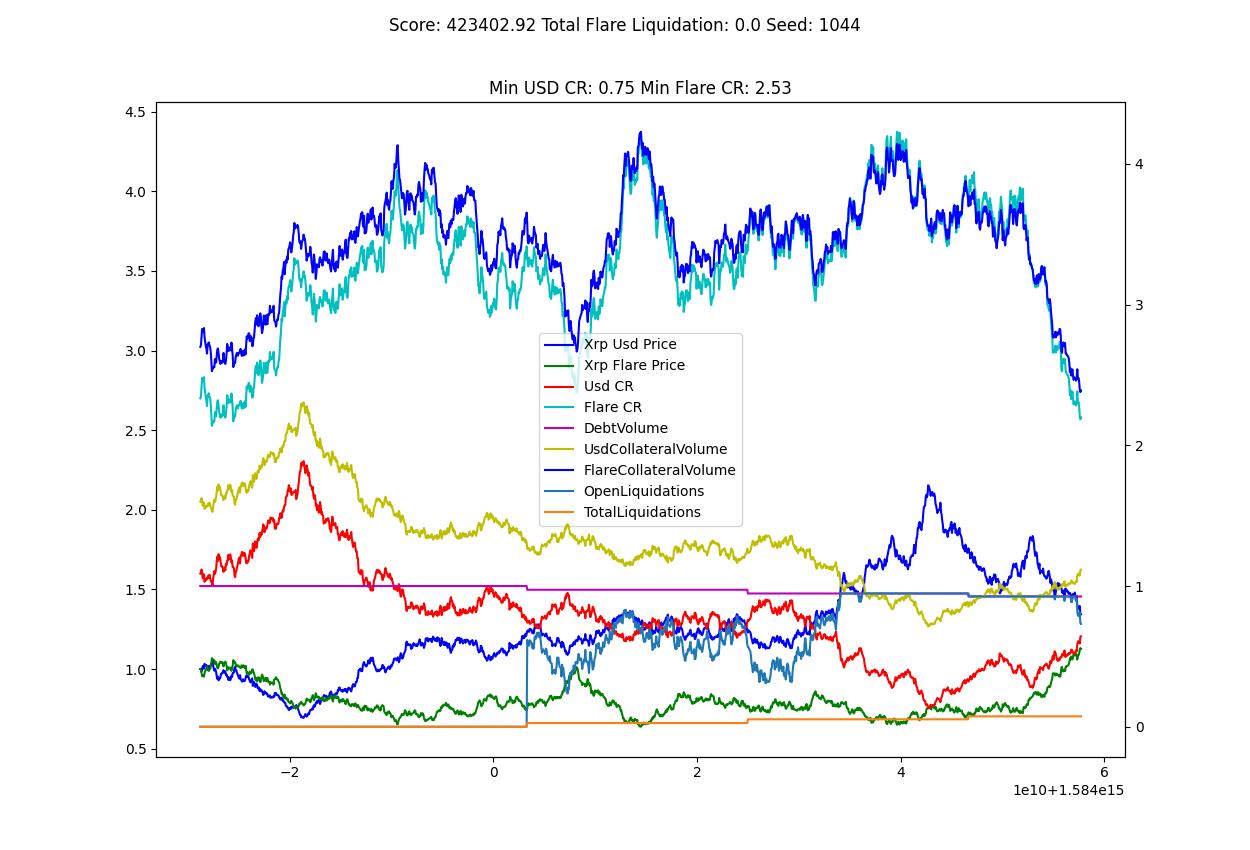 Score: 423402.92 Total Flare Liquidation: 0.0 Seed: 1044
Min USD CR: 0.75 Min Flare CR: 2.53
4.5
4.0
3.5
3.0
2.5
2.0
1.5
1.0
0.5
4
3
2
1
0
Xrp Usd Price
Xrp Flare Price
Usd CR
Flare CR
DebtVolume
UsdCollateralVolume
FlareCollateralVolume
OpenLiquidations
TotalLiquidations
−2 0 2 4 6
1e10+1.584e15